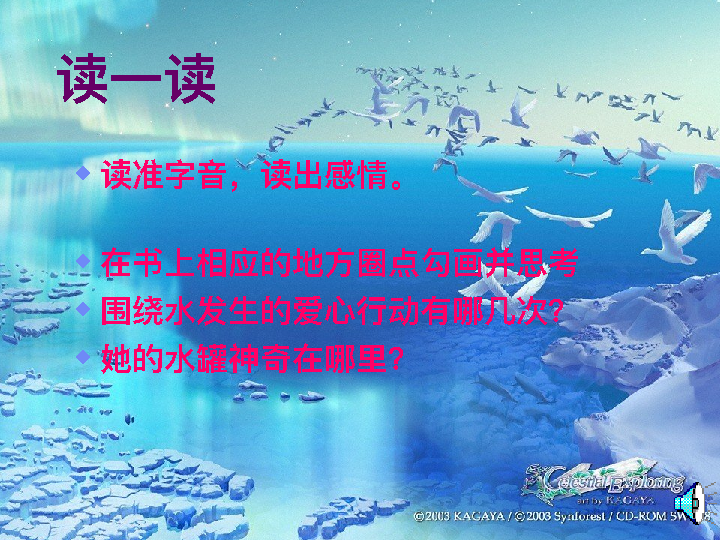 读一读
读准字音，读出感情。
在书上相应的地方圈点勾画并思考
围绕水发生的爱心行动有哪几次?
她的水罐神奇在哪里?
Celestial Exploring
art by KAGAYA
©2003 KAGAYA / ©2003 Synforest / CD-ROM SW